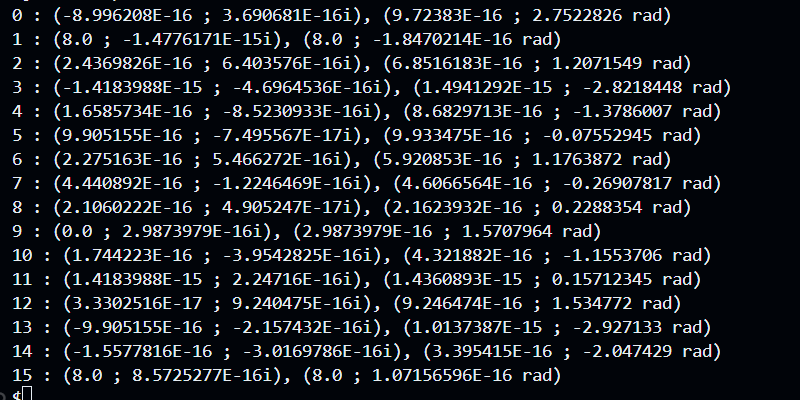 0 : (-8.996208E-16 ; 3.690681E-16i), (9.72383E-16 ; 2.7522826 rad)
1 : (8.0 ; -1.4776171E-15i), (8.0 ; -1.8470214E-16 rad)
2 : (2.4369826E-16 ; 6.403576E-16i), (6.8516183E-16 ; 1.2071549 rad)
3 : (-1.4183988E-15 ; -4.6964536E-16i), (1.4941292E-15 ; -2.8218448 rad)
4 : (1.6585734E-16 ; -8.5230933E-16i), (8.6829713E-16 ; -1.3786007 rad)
5 : (9.905155E-16 ; -7.495567E-17i), (9.933475E-16 ; -0.07552945 rad)
6 : (2.275163E-16 ; 5.466272E-16i), (5.920853E-16 ; 1.1763872 rad)
7 : (4.440892E-16 ; -1.2246469E-16i), (4.6066564E-16 ; -0.26907817 rad)
8 : (2.1060222E-16 ; 4.905247E-17i), (2.1623932E-16 ; 0.2288354 rad)
9 : (0.0 ; 2.9873979E-16i), (2.9873979E-16 ; 1.5707964 rad)
10 : (1.744223E-16 ; -3.9542825E-16i), (4.321882E-16 ; -1.1553706 rad)
11 : (1.4183988E-15 ; 2.24716E-16i), (1.4360893E-15 ; 0.15712345 rad)
12 : (3.3302516E-17 ; 9.240475E-16i), (9.246474E-16 ; 1.534772 rad)
13 : (-9.905155E-16 ; -2.157432E-16i), (1.0137387E-15 ; -2.927133 rad)
14 : (-1.5577816E-16 ; -3.0169786E-16i), (3.395415E-16 ; -2.047429 rad)
15 : (8.0 ; 8.5725277E-16i), (8.0 ; 1.07156596E-16 rad)
$